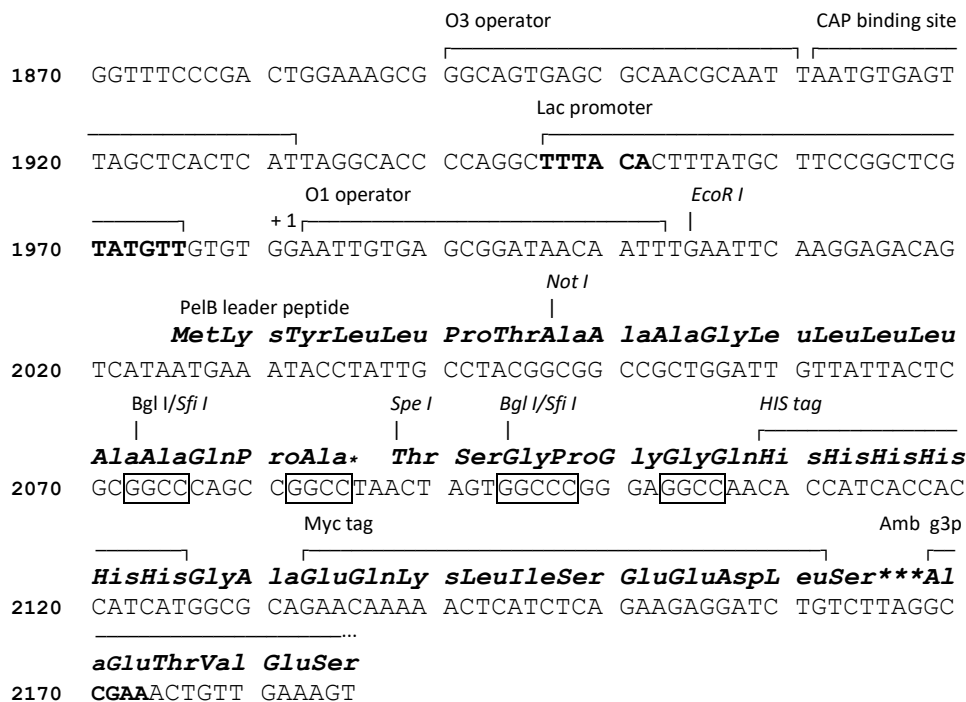 O3 operator CAP binding site
1870 GGTTTCCCGA CTGGAAAGCG GGCAGTGAGC GCAACGCAAT TAATGTGAGT
Lac promoter
1920 TAGCTCACTC ATTAGGCACC CCAGGCTTTA CACTTTATGC TTCCGGCTCG
+1 O1 operator EcoR I
1970 TATGTTGTGT GGAATTGTGA GCGGATAACA ATTTGAATTC AAGGAGACAG
Not I
PelB leader peptide
MetLy sTyrLeuLeu ProThrAlaA laAlaGlyLe uLeuLeuLeu
2020 TCATAATGAA ATACCTATTG CCTACGGCGG CCGCTGGATT GTTATTACTC
Bgl I/Sfi I Spe I Bgl I/Sfi I HIS tag
AlaAlaGlnP roAla* Thr SerGlyProG lyGlyGlnHi sHisHisHis
2070 GCGGCCCAGC CGGCCTAACT AGTGGCCCGG GAGGCCAACA CCATCACCAC
Myc tag Amb g3p
HisHisGlyA laGluGlnLy sLeuIleSer GluGluAspL euSer***Al
2120 CATCATGGCG CAGAACAAAA ACTCATCTCA GAAGAGGATC TGTCTTAGGC
...
aGluThrVal GluSer
2170 CGAAACTGTT GAAAGT